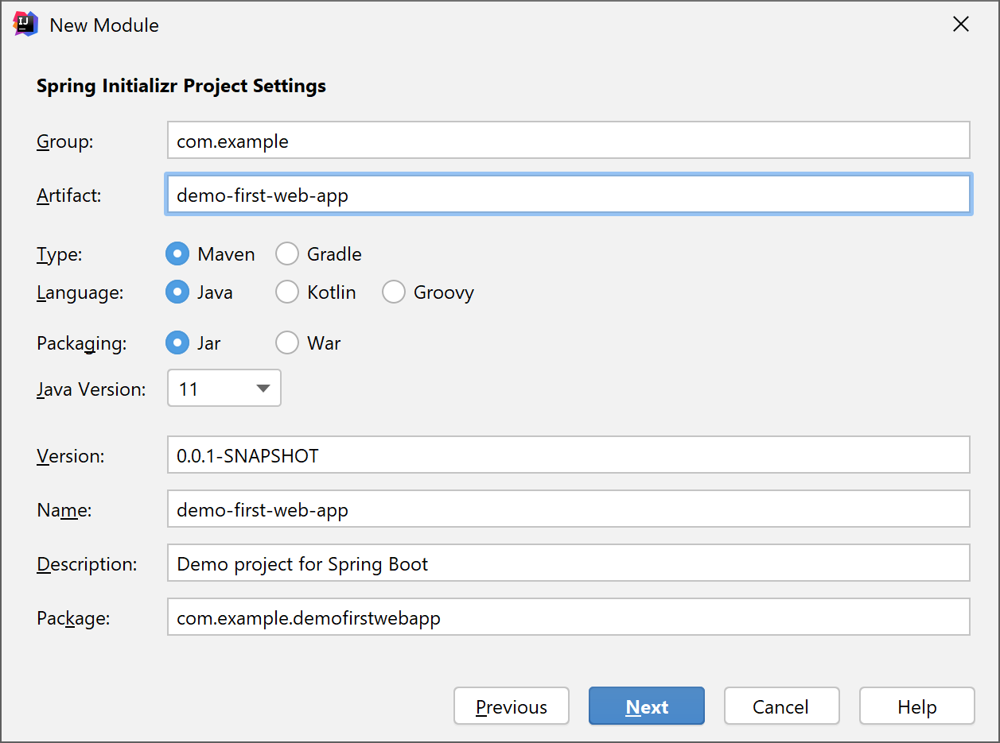 IJ
New Module
Spring Initializr Project Settings
Group: com.example
Artifact: demo-first-web-app
Type: Maven Gradle
Language: Java Kotlin Groovy
Packaging: Jar War
Java Version: 11
Version: 0.0.1-SNAPSHOT
Name: demo-first-web-app
Description: Demo project for Spring Boot
Package: com.example.demofirstwebapp
Previous Next Cancel Help